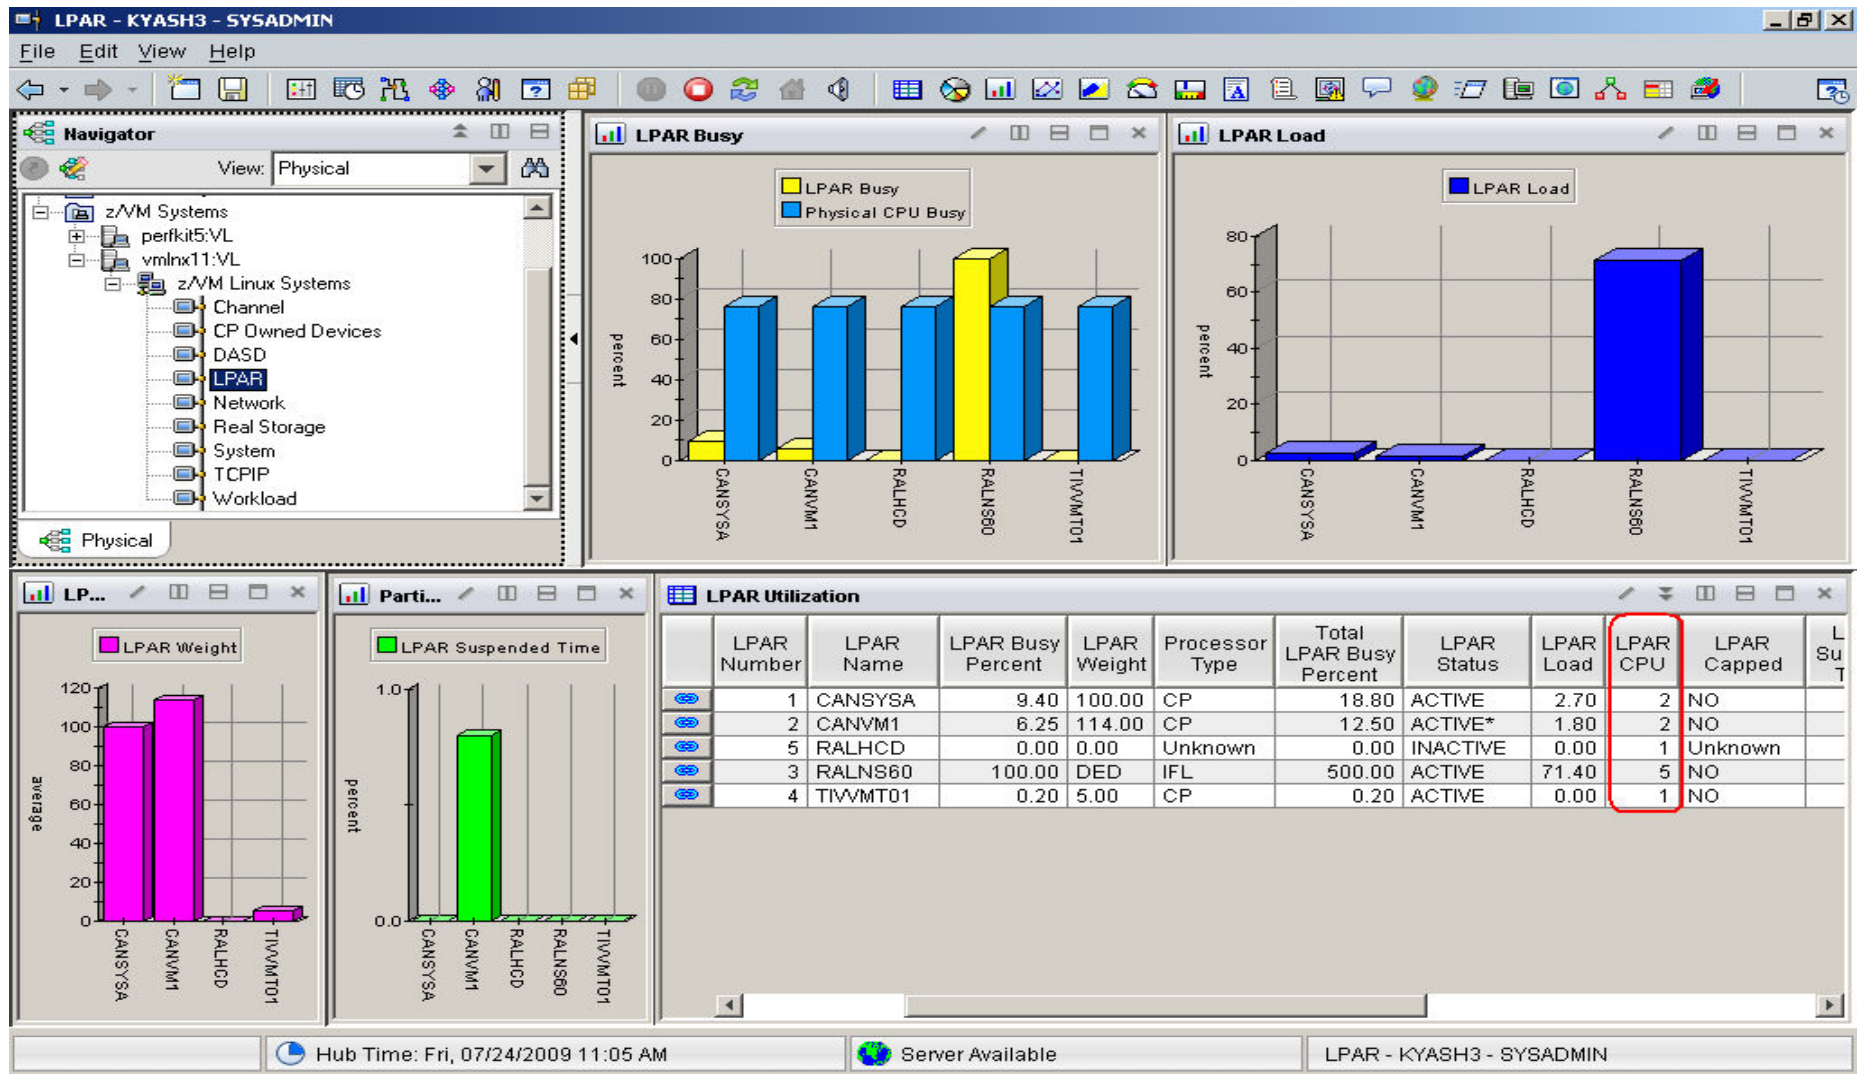 LPAR - KYASH3 - SYSADMIN
File Edit View Help
Navigator
View: Physical
z/VM Systems
perfkit5:VL
vmlnx11:VL
z/VM Linux Systems
Channel
CP Owned Devices
DASD
LPAR
Network
Real Storage
System
TCPIP
Workload
Physical
LPAR Busy
LPAR Busy
Physical CPU Busy
100
80
60
40
20
0
percent
CANSYSA
CANVM1
RALHCD
RALNS60
TIVVMT01
LPAR Load
LPAR Load
80
60
40
20
0
percent
CANSYSA
CANVM1
RALHCD
RALNS60
TIVVMT01
LP...
LPAR Weight
120
100
80
60
40
20
0
average
CANSYSA
CANVM1
RALHCD
TIVVMT01
Parti...
LPAR Suspended Time
1.0
0.0
percent
CANSYSA
CANVM1
RALHCD
RALNS60
TIVVMT01
LPAR Utilization
LPAR Number LPAR Name LPAR Busy Percent LPAR Weight Processor Type Total LPAR Busy Percent LPAR Status LPAR Load LPAR CPU LPAR Capped L Su T
1 CANSYSA 9.40 100.00 CP 18.80 ACTIVE 2.70 2 NO
2 CANVM1 6.25 114.00 CP 12.50 ACTIVE* 1.80 2 NO
5 RALHCD 0.00 0.00 Unknown 0.00 INACTIVE 0.00 1 Unknown
3 RALNS60 100.00 DED IFL 500.00 ACTIVE 71.40 5 NO
4 TIVVMT01 0.20 5.00 CP 0.20 ACTIVE 0.00 1 NO
Hub Time: Fri, 07/24/2009 11:05 AM
Server Available
LPAR - KYASH3 - SYSADMIN